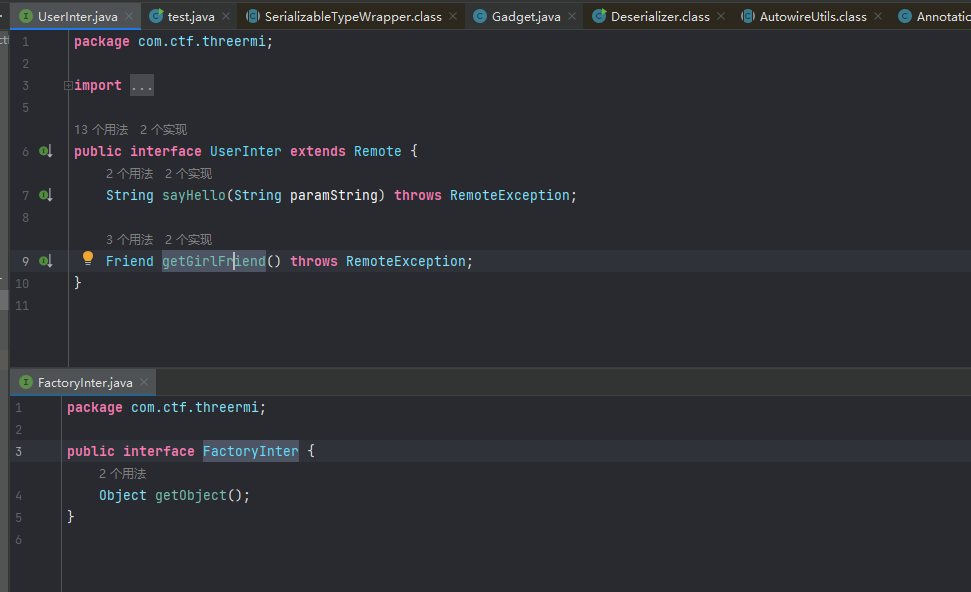 UserInter.java test.java SerializableTypeWrapper.class Gadget.java Deserializer.class AutowireUtils.class
1 package com.ctf.threermi;
2
3 import ...
5
13 个用法 2 个实现
6 public interface UserInter extends Remote {
2 个用法 2 个实现
7 String sayHello(String paramString) throws RemoteException;
8
3 个用法 2 个实现
9 Friend getGirlFriend() throws RemoteException;
10 }
11
FactoryInter.java
1 package com.ctf.threermi;
2
3 public interface FactoryInter {
2 个用法
4 Object getObject();
5 }
6